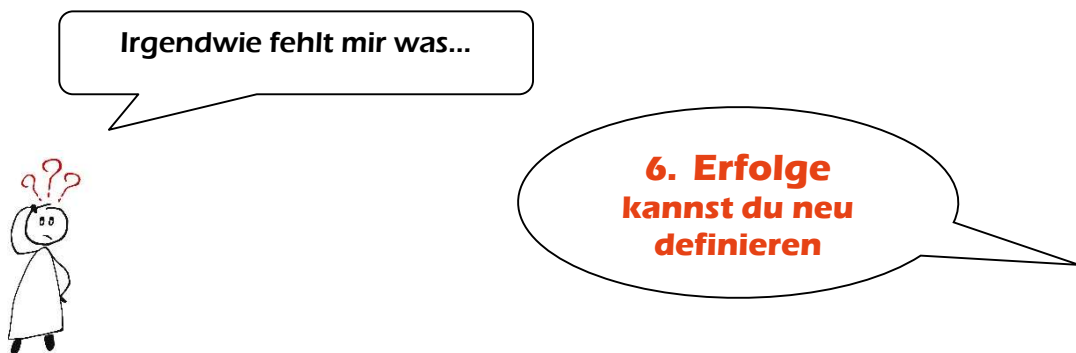 Irgendwie fehlt mir was...
6. Erfolge
kannst du neu
definieren